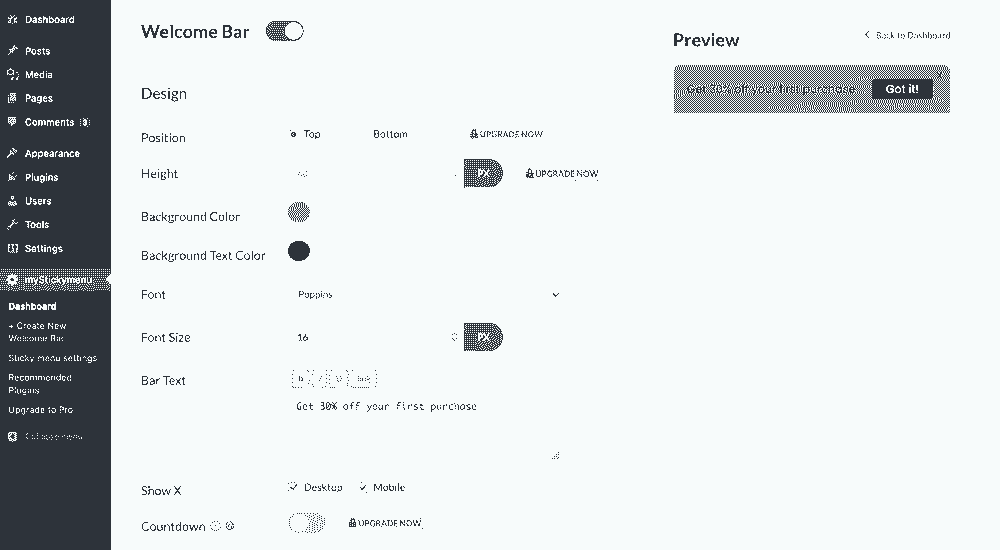 Dashboard
Posts
Media
Pages
Comments
Appearance
Plugins
Users
Tools
Settings
myStickymenu
Dashboard
+ Create New
Welcome Bar
Sticky menu settings
Recommended
Plugins
Upgrade to Pro
Collapse menu
Welcome Bar
Design
Position Top Bottom UPGRADE NOW
Height PX UPGRADE NOW
Background Color
Background Text Color
Font Poppins
Font Size 16 PX
Bar Text
Get 30% off your first purchase
Show X Desktop Mobile
Countdown UPGRADE NOW
Preview
Back to Dashboard
Get 30% off your first purchase Got it!